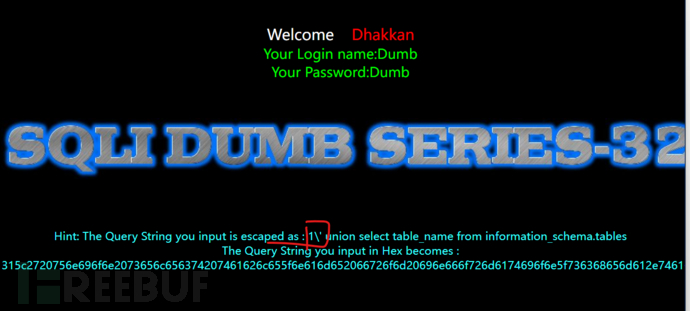 Welcome Dhakkan
Your Login name:Dumb
Your Password:Dumb
SQLI DUMB SERIES-32
Hint: The Query String you input is escaped as : 1\' union select table_name from information_schema.tables
The Query String you input in Hex becomes :
315c2720756e696f6e2073656c656374207461626c655f6e616d652066726f6d20696e666f726d6174696f6e5f736368656d612e7461
FREEBUF